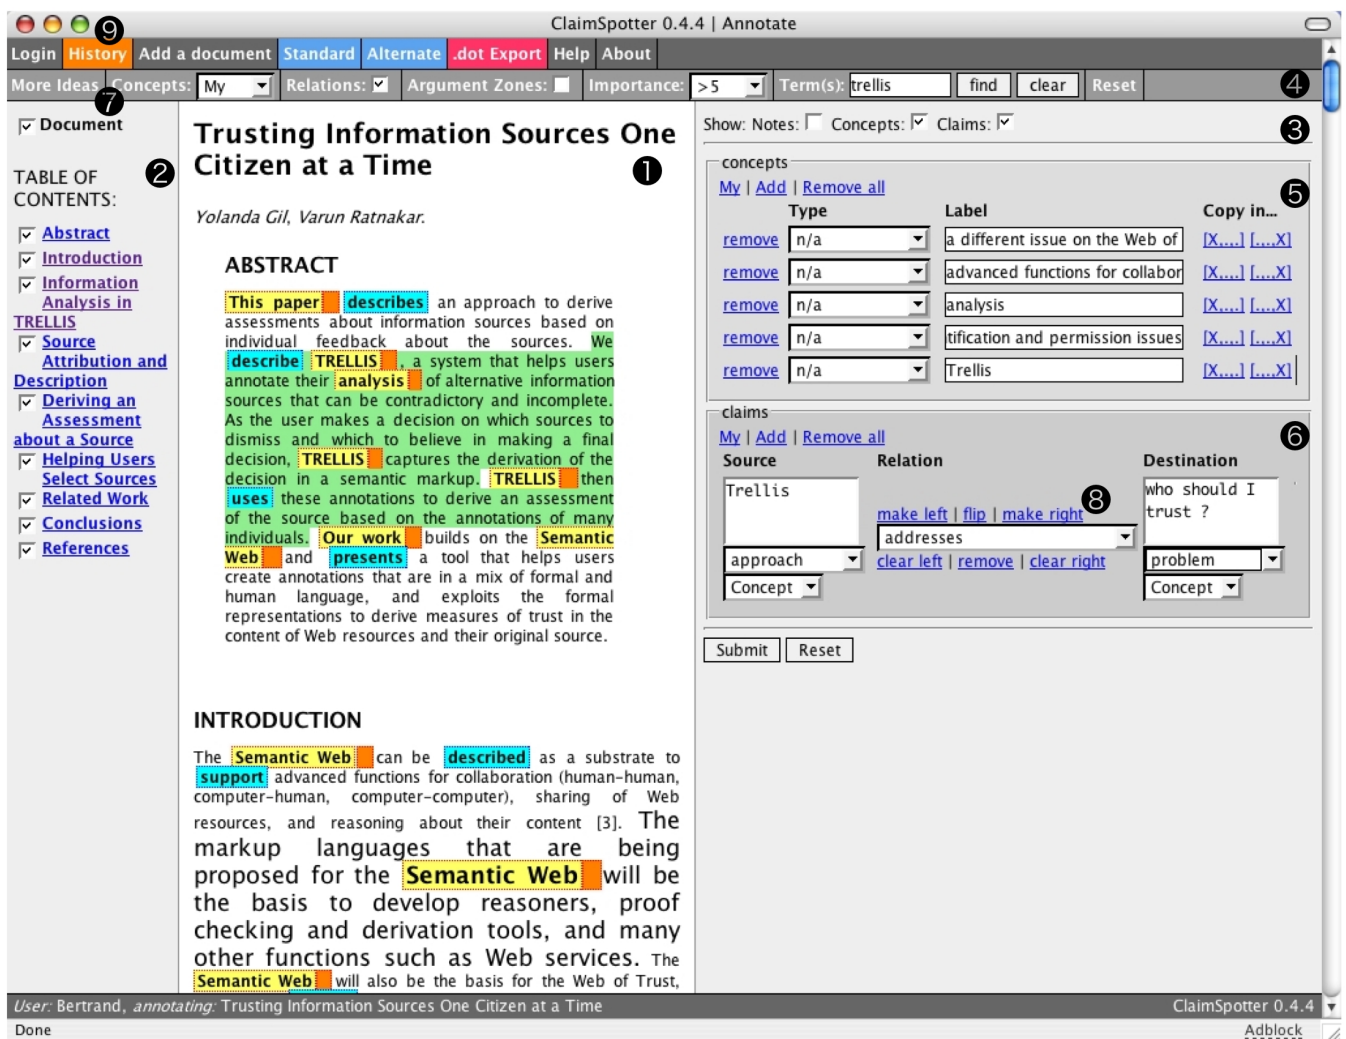 ClaimSpotter 0.4.4 | Annotate
9
Login History Add a document Standard Alternate .dot Export Help About
More Ideas Concepts: My Relations: Argument Zones: Importance: >5 Term(s): trellis find clear Reset 4
7
Document
2
TABLE OF
CONTENTS:
Abstract
Introduction
Information
Analysis in
TRELLIS
Source
Attribution and
Description
Deriving an
Assessment
about a Source
Helping Users
Select Sources
Related Work
Conclusions
References
Trusting Information Sources One
Citizen at a Time
1
Yolanda Gil, Varun Ratnakar.
ABSTRACT
This paper describes an approach to derive
assessments about information sources based on
individual feedback about the sources. We
describe TRELLIS , a system that helps users
annotate their analysis of alternative information
sources that can be contradictory and incomplete.
As the user makes a decision on which sources to
dismiss and which to believe in making a final
decision, TRELLIS captures the derivation of the
decision in a semantic markup. TRELLIS then
uses these annotations to derive an assessment
of the source based on the annotations of many
individuals. Our work builds on the Semantic
Web and presents a tool that helps users
create annotations that are in a mix of formal and
human language, and exploits the formal
representations to derive measures of trust in the
content of Web resources and their original source.
INTRODUCTION
The Semantic Web can be described as a substrate to
support advanced functions for collaboration (human-human,
computer-human, computer-computer), sharing of Web
resources, and reasoning about their content [3]. The
markup languages that are being
proposed for the Semantic Web will be
the basis to develop reasoners, proof
checking and derivation tools, and many
other functions such as Web services. The
Semantic Web will also be the basis for the Web of Trust,
Show: Notes: Concepts: Claims: 3
concepts
My | Add | Remove all 5
Type Label Copy in...
remove n/a a different issue on the Web of [X....] [....X]
remove n/a advanced functions for collabor [X....] [....X]
remove n/a analysis [X....] [....X]
remove n/a tification and permission issues [X....] [....X]
remove n/a Trellis [X....] [....X]
claims
My | Add | Remove all 6
Source Relation Destination
Trellis
who should I
trust ?
8
make left | flip | make right
addresses
approach clear left | remove | clear right problem
Concept Concept
Submit Reset
User: Bertrand, annotating: Trusting Information Sources One Citizen at a Time ClaimSpotter 0.4.4
Done Adblock